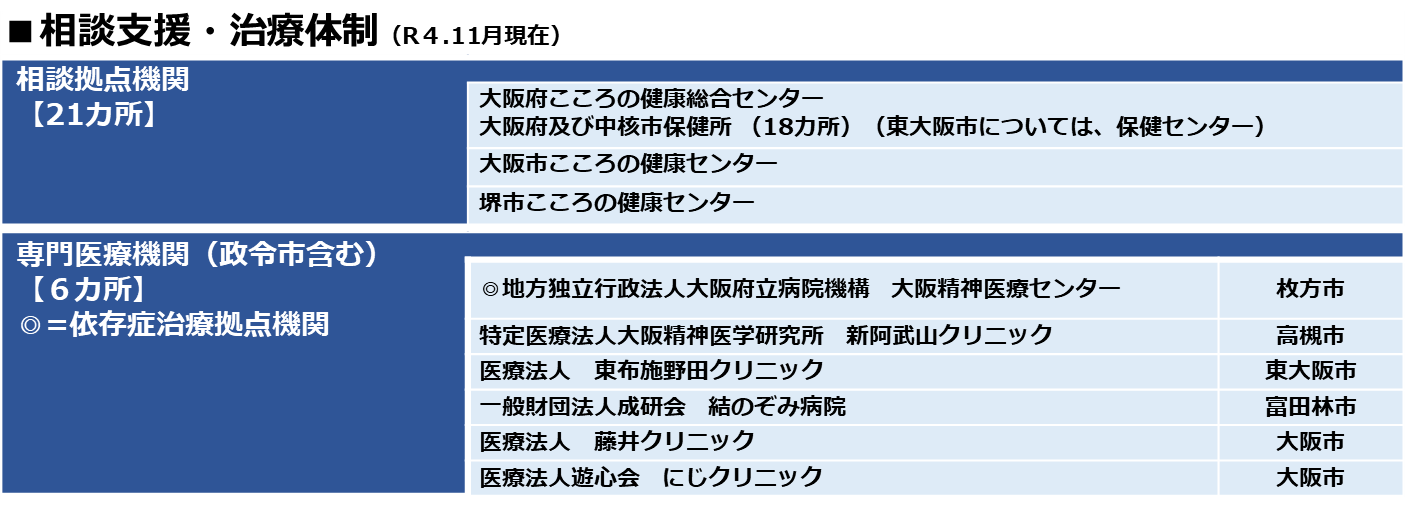 ■相談支援・治療体制（R４.11月現在）
相談拠点機関
【21カ所】
大阪府こころの健康総合センター
大阪府及び中核市保健所 （18カ所）（東大阪市については、保健センター）
大阪市こころの健康センター
堺市こころの健康センター
専門医療機関（政令市含む）
【６カ所】
◎＝依存症治療拠点機関
◎地方独立行政法人大阪府立病院機構　大阪精神医療センター 枚方市
特定医療法人大阪精神医学研究所　新阿武山クリニック 高槻市
医療法人　東布施野田クリニック 東大阪市
一般財団法人成研会　結のぞみ病院 富田林市
医療法人　藤井クリニック 大阪市
医療法人遊心会　にじクリニック 大阪市